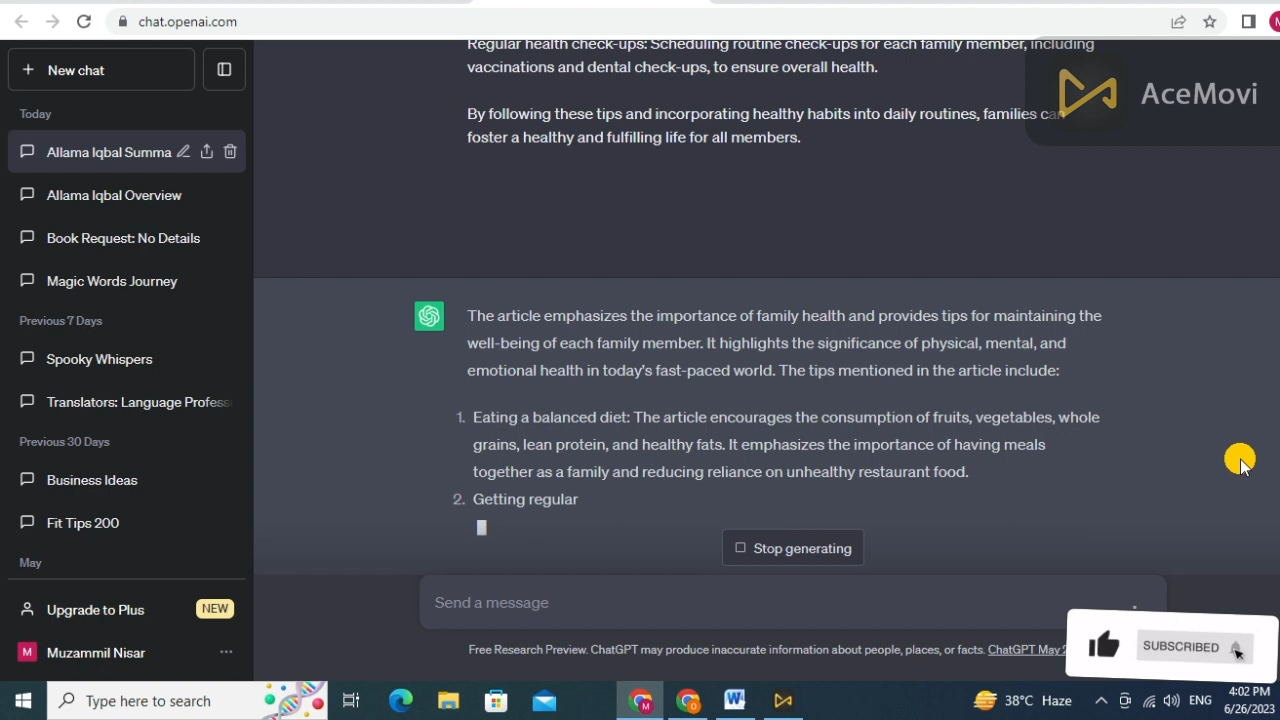 chat.openai.com
New chat
Today
Allama Iqbal Summa
Allama Iqbal Overview
Book Request: No Details
Magic Words Journey
Previous 7 Days
Spooky Whispers
Translators: Language Profess
Previous 30 Days
Business Ideas
Fit Tips 200
May
Upgrade to Plus NEW
M Muzammil Nisar
Regular health check-ups: Scheduling routine check-ups for each family member, including
vaccinations and dental check-ups, to ensure overall health.
By following these tips and incorporating healthy habits into daily routines, families can
foster a healthy and fulfilling life for all members.
AceMovi
The article emphasizes the importance of family health and provides tips for maintaining the
well-being of each family member. It highlights the significance of physical, mental, and
emotional health in today's fast-paced world. The tips mentioned in the article include:
1. Eating a balanced diet: The article encourages the consumption of fruits, vegetables, whole
grains, lean protein, and healthy fats. It emphasizes the importance of having meals
together as a family and reducing reliance on unhealthy restaurant food.
2. Getting regular
Stop generating
Send a message
Free Research Preview. ChatGPT may produce inaccurate information about people, places, or facts. ChatGPT May
SUBSCRIBED
Type here to search
38°C Haze
ENG
4:02 PM
6/26/2023